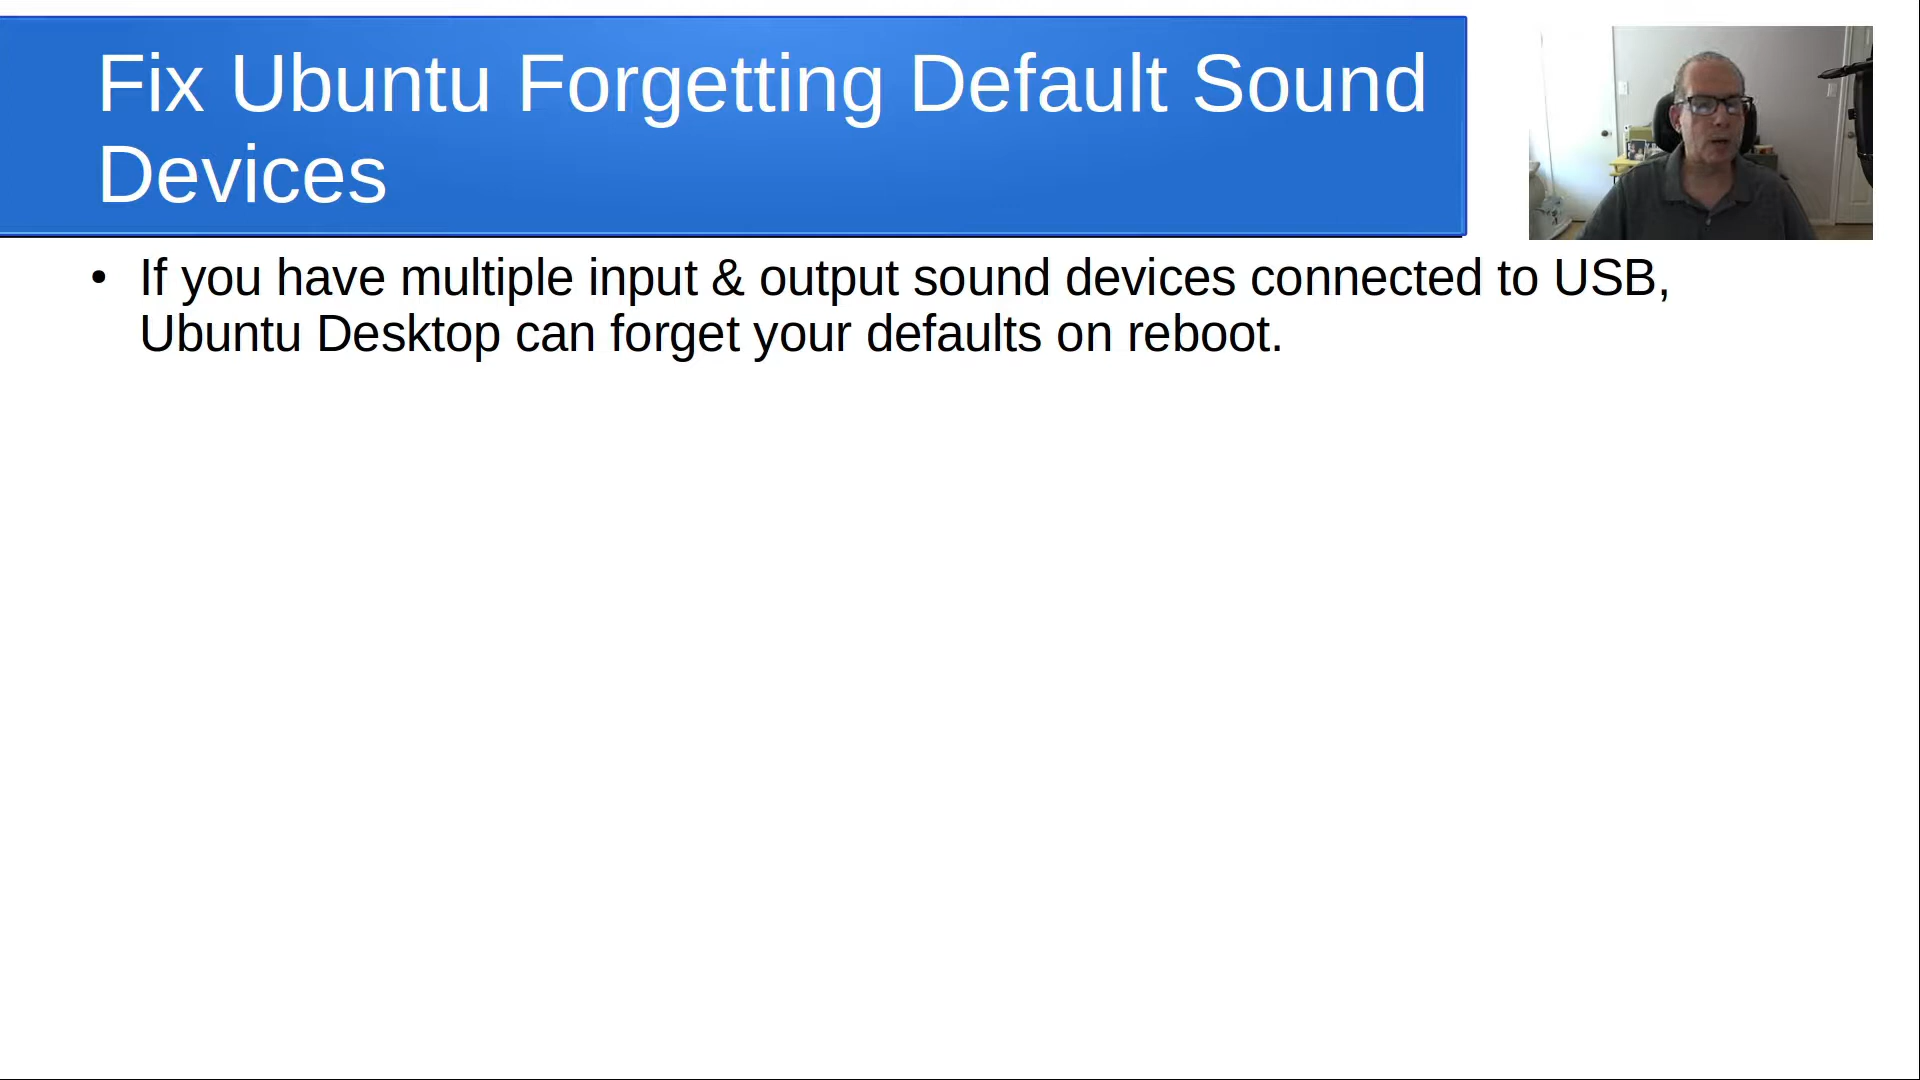 Fix Ubuntu Forgetting Default Sound
Devices
• If you have multiple input & output sound devices connected to USB,
Ubuntu Desktop can forget your defaults on reboot.